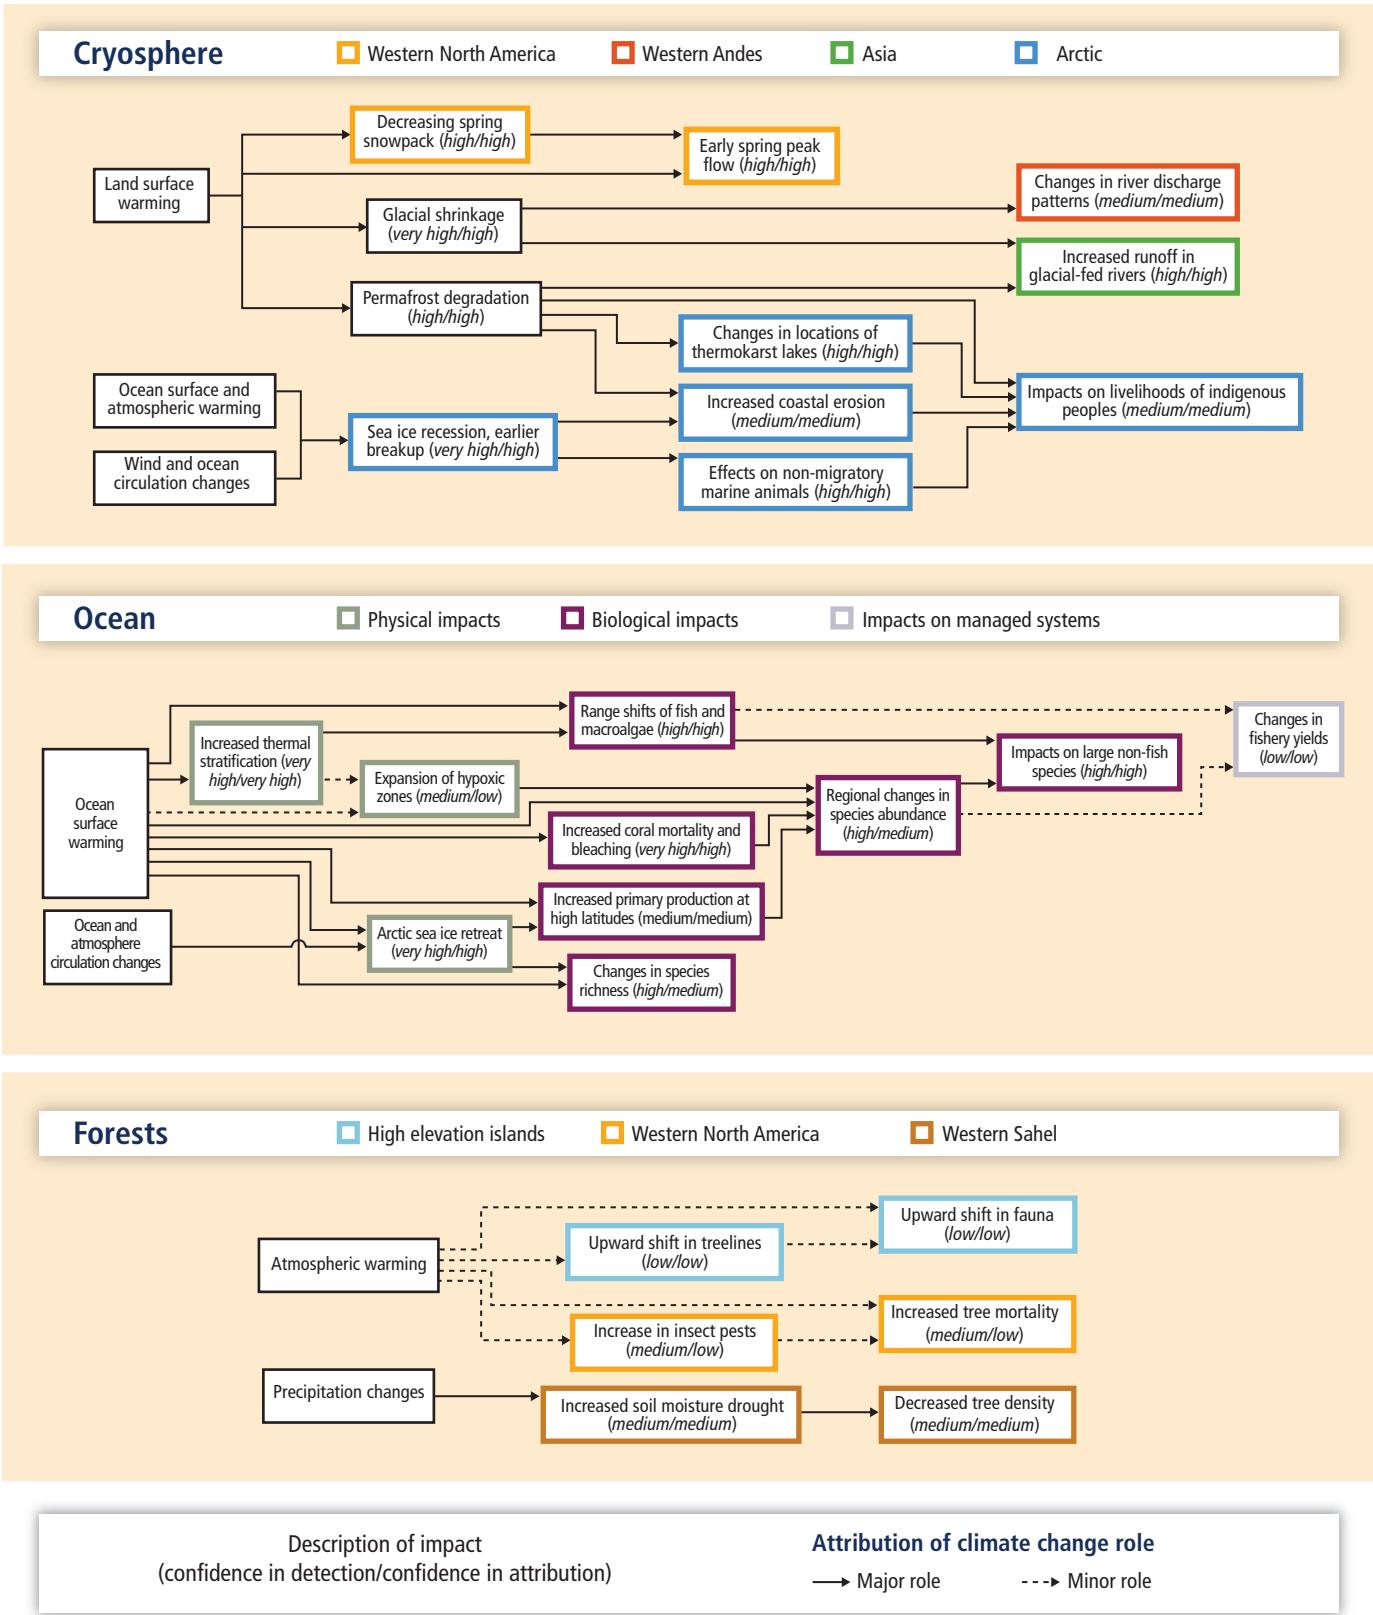 Cryosphere
Western North America
Western Andes
Asia
Arctic
Decreasing spring
snowpack (high/high)
Early spring peak
flow (high/high)
Land surface
warming
Changes in river discharge
patterns (medium/medium)
Glacial shrinkage
(very high/high)
Increased runoff in
glacial-fed rivers (high/high)
Permafrost degradation
(high/high)
Changes in locations of
thermokarst lakes (high/high)
Ocean surface and
atmospheric warming
Impacts on livelihoods of indigenous
peoples (medium/medium)
Increased coastal erosion
(medium/medium)
Sea ice recession, earlier
breakup (very high/high)
Wind and ocean
circulation changes
Effects on non-migratory
marine animals (high/high)
Ocean
Physical impacts
Biological impacts
Impacts on managed systems
Range shifts of fish and
macroalgae (high/high)
Changes in
fishery yields
(low/low)
Increased thermal
stratification (very
high/very high)
Impacts on large non-fish
species (high/high)
Expansion of hypoxic
zones (medium/low)
Regional changes in
species abundance
(high/medium)
Ocean
surface
warming
Increased coral mortality and
bleaching (very high/high)
Increased primary production at
high latitudes (medium/medium)
Ocean and
atmosphere
circulation changes
Arctic sea ice retreat
(very high/high)
Changes in species
richness (high/medium)
Forests
High elevation islands
Western North America
Western Sahel
Upward shift in fauna
(low/low)
Upward shift in treelines
(low/low)
Atmospheric warming
Increased tree mortality
(medium/low)
Increase in insect pests
(medium/low)
Precipitation changes
Increased soil moisture drought
(medium/medium)
Decreased tree density
(medium/medium)
Description of impact
(confidence in detection/confidence in attribution)
Attribution of climate change role
Major role
Minor role